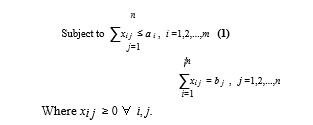 n
Subject to ∑xij ≤ ai, i =1,2,...,m (1)
j=1
m
∑xij = bj , j=1,2,...,n
i=1
Where xij ≥ 0 ∀ i,j.